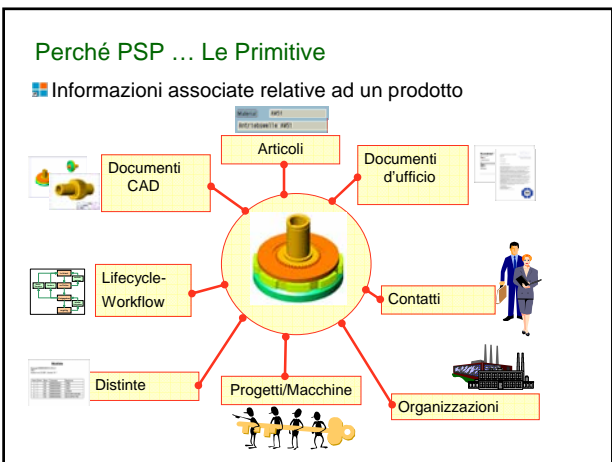 Perché PSP … Le Primitive
Informazioni associate relative ad un prodotto
Articoli
Documenti
CAD
Documenti
d'ufficio
Lifecycle-
Workflow
Contatti
Distinte
Progetti/Macchine
Organizzazioni